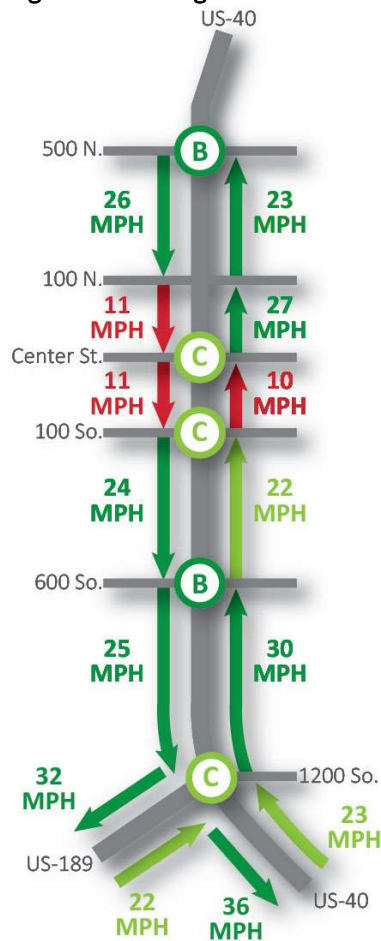 US-40
500 N.
B
26
MPH
23
MPH
100 N.
11
MPH
27
MPH
Center St.
C
11
MPH
10
MPH
100 So.
C
24
MPH
22
MPH
600 So.
B
25
MPH
30
MPH
32
MPH
C
1200 So.
23
MPH
US-189
22
MPH
36
MPH
US-40